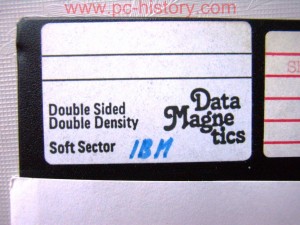 www.pc-history.com
Double Sided
Double Density
Soft Sector IBM
Data
Magne
tics